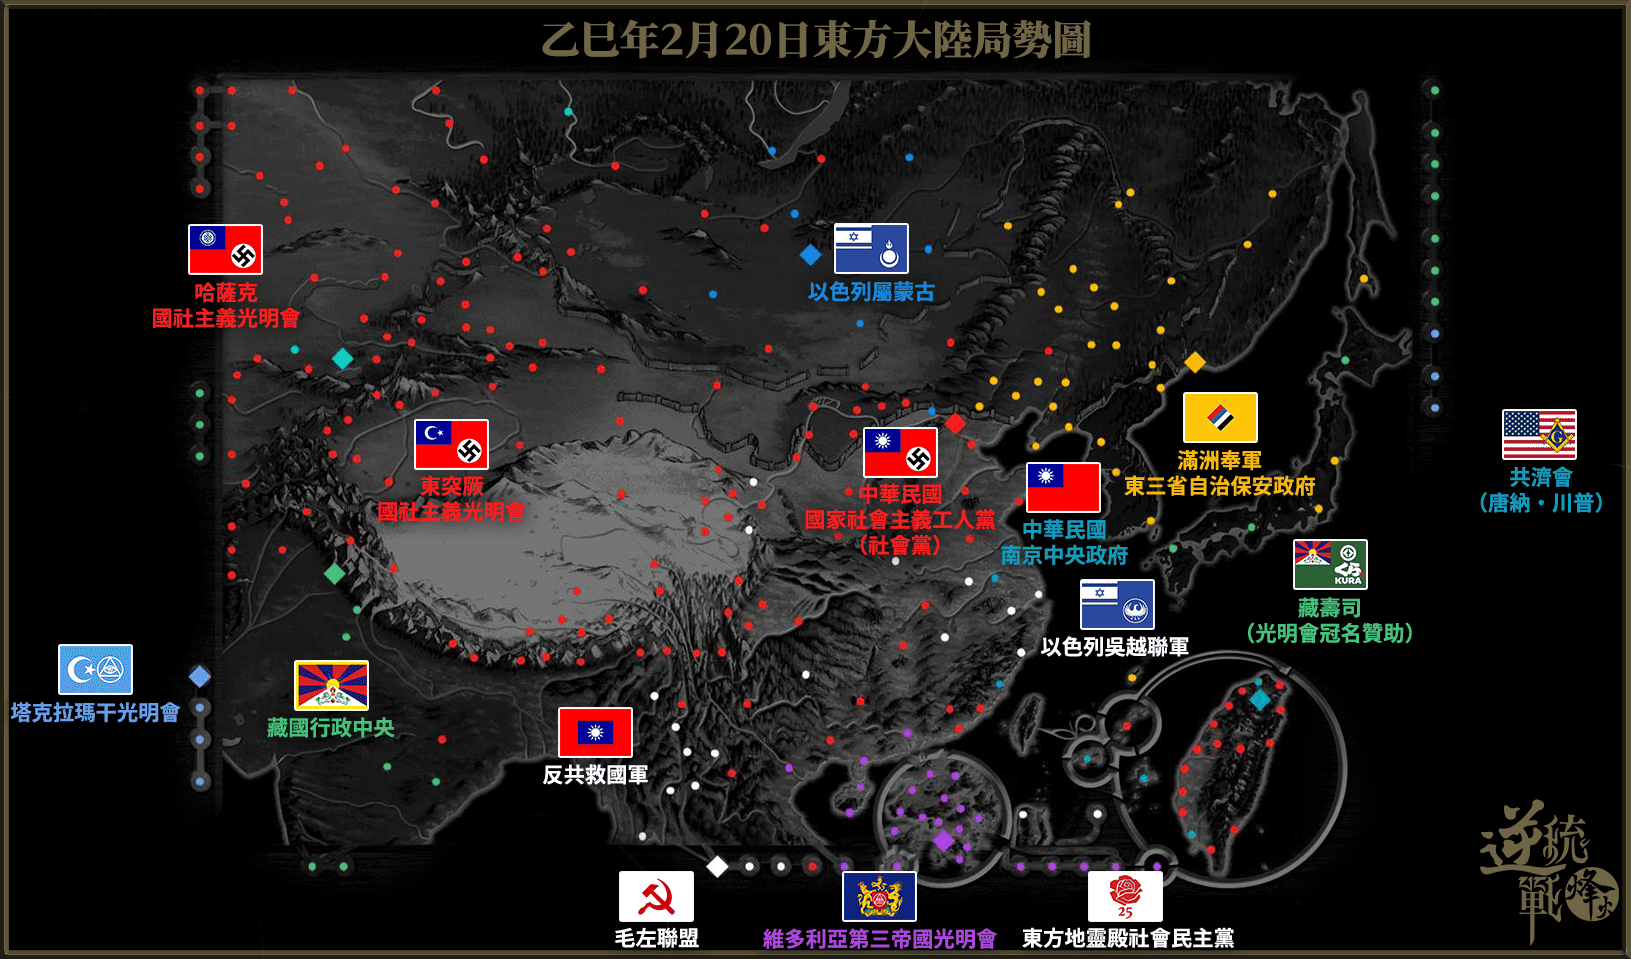 乙巳年2月20日東方大陸局勢圖
以色列屬蒙古
哈薩克
國社主義光明會
滿洲奉軍
東三省自治保安政府
共濟會
（唐納・川普）
東突厥
國社主義光明會
中華民國
國家社會主義工人黨
（社會黨）
中華民國
南京中央政府
くら
KURA
藏壽司
（光明會冠名贊助）
以色列吳越聯軍
塔克拉瑪干光明會
藏國行政中央
反共救國軍
毛左聯盟
維多利亞第三帝國光明會
25
東方地靈殿社會民主黨
G
逆統戰
烽火